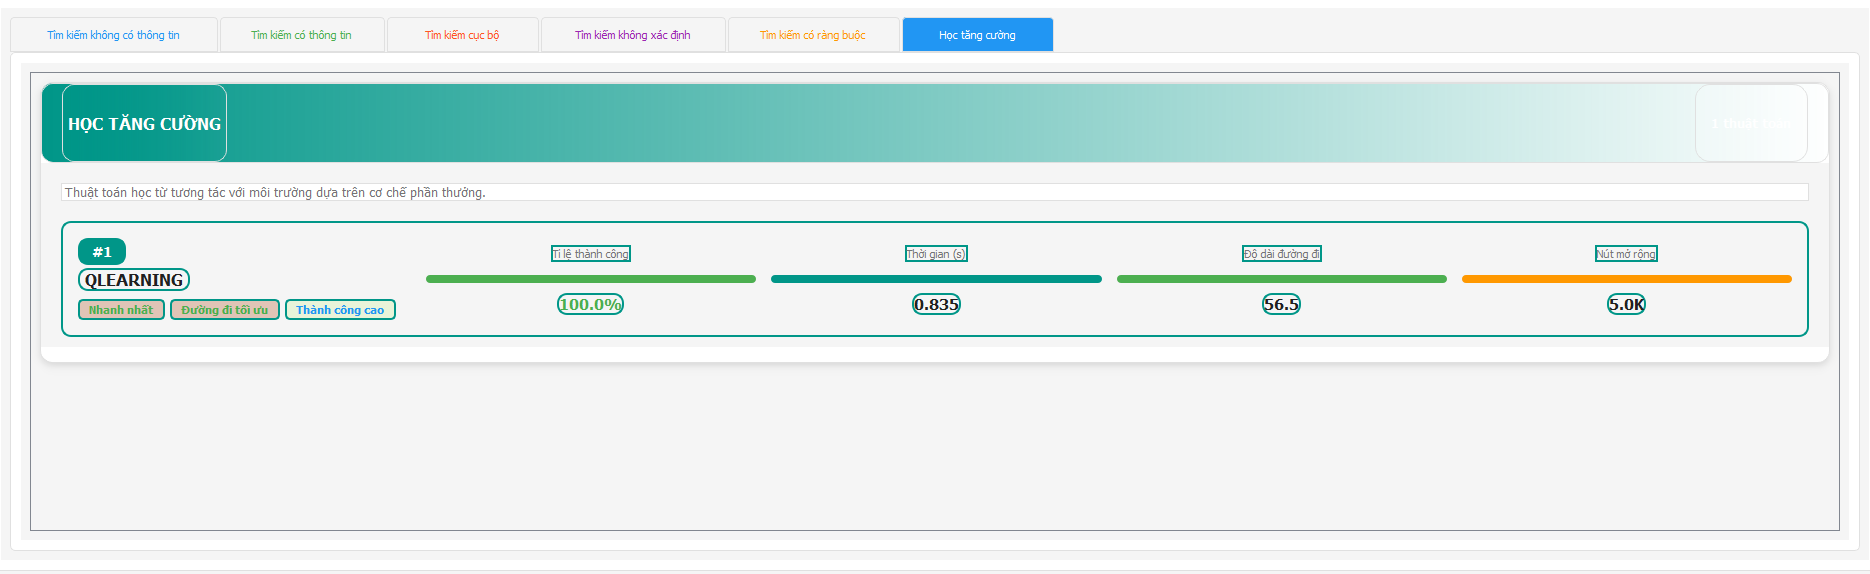 Tìm kiếm không có thông tin
Tìm kiếm có thông tin
Tìm kiếm cục bộ
Tìm kiếm không xác định
Tìm kiếm có ràng buộc
Học tăng cường
HỌC TĂNG CƯỜNG
1 thuật toán
Thuật toán học từ tương tác với môi trường dựa trên cơ chế phần thưởng.
#1
QLEARNING
Nhanh nhất
Đường đi tối ưu
Thành công cao
Tỉ lệ thành công
100.0%
Thời gian (s)
0.835
Độ dài đường đi
56.5
Nút mở rộng
5.0K